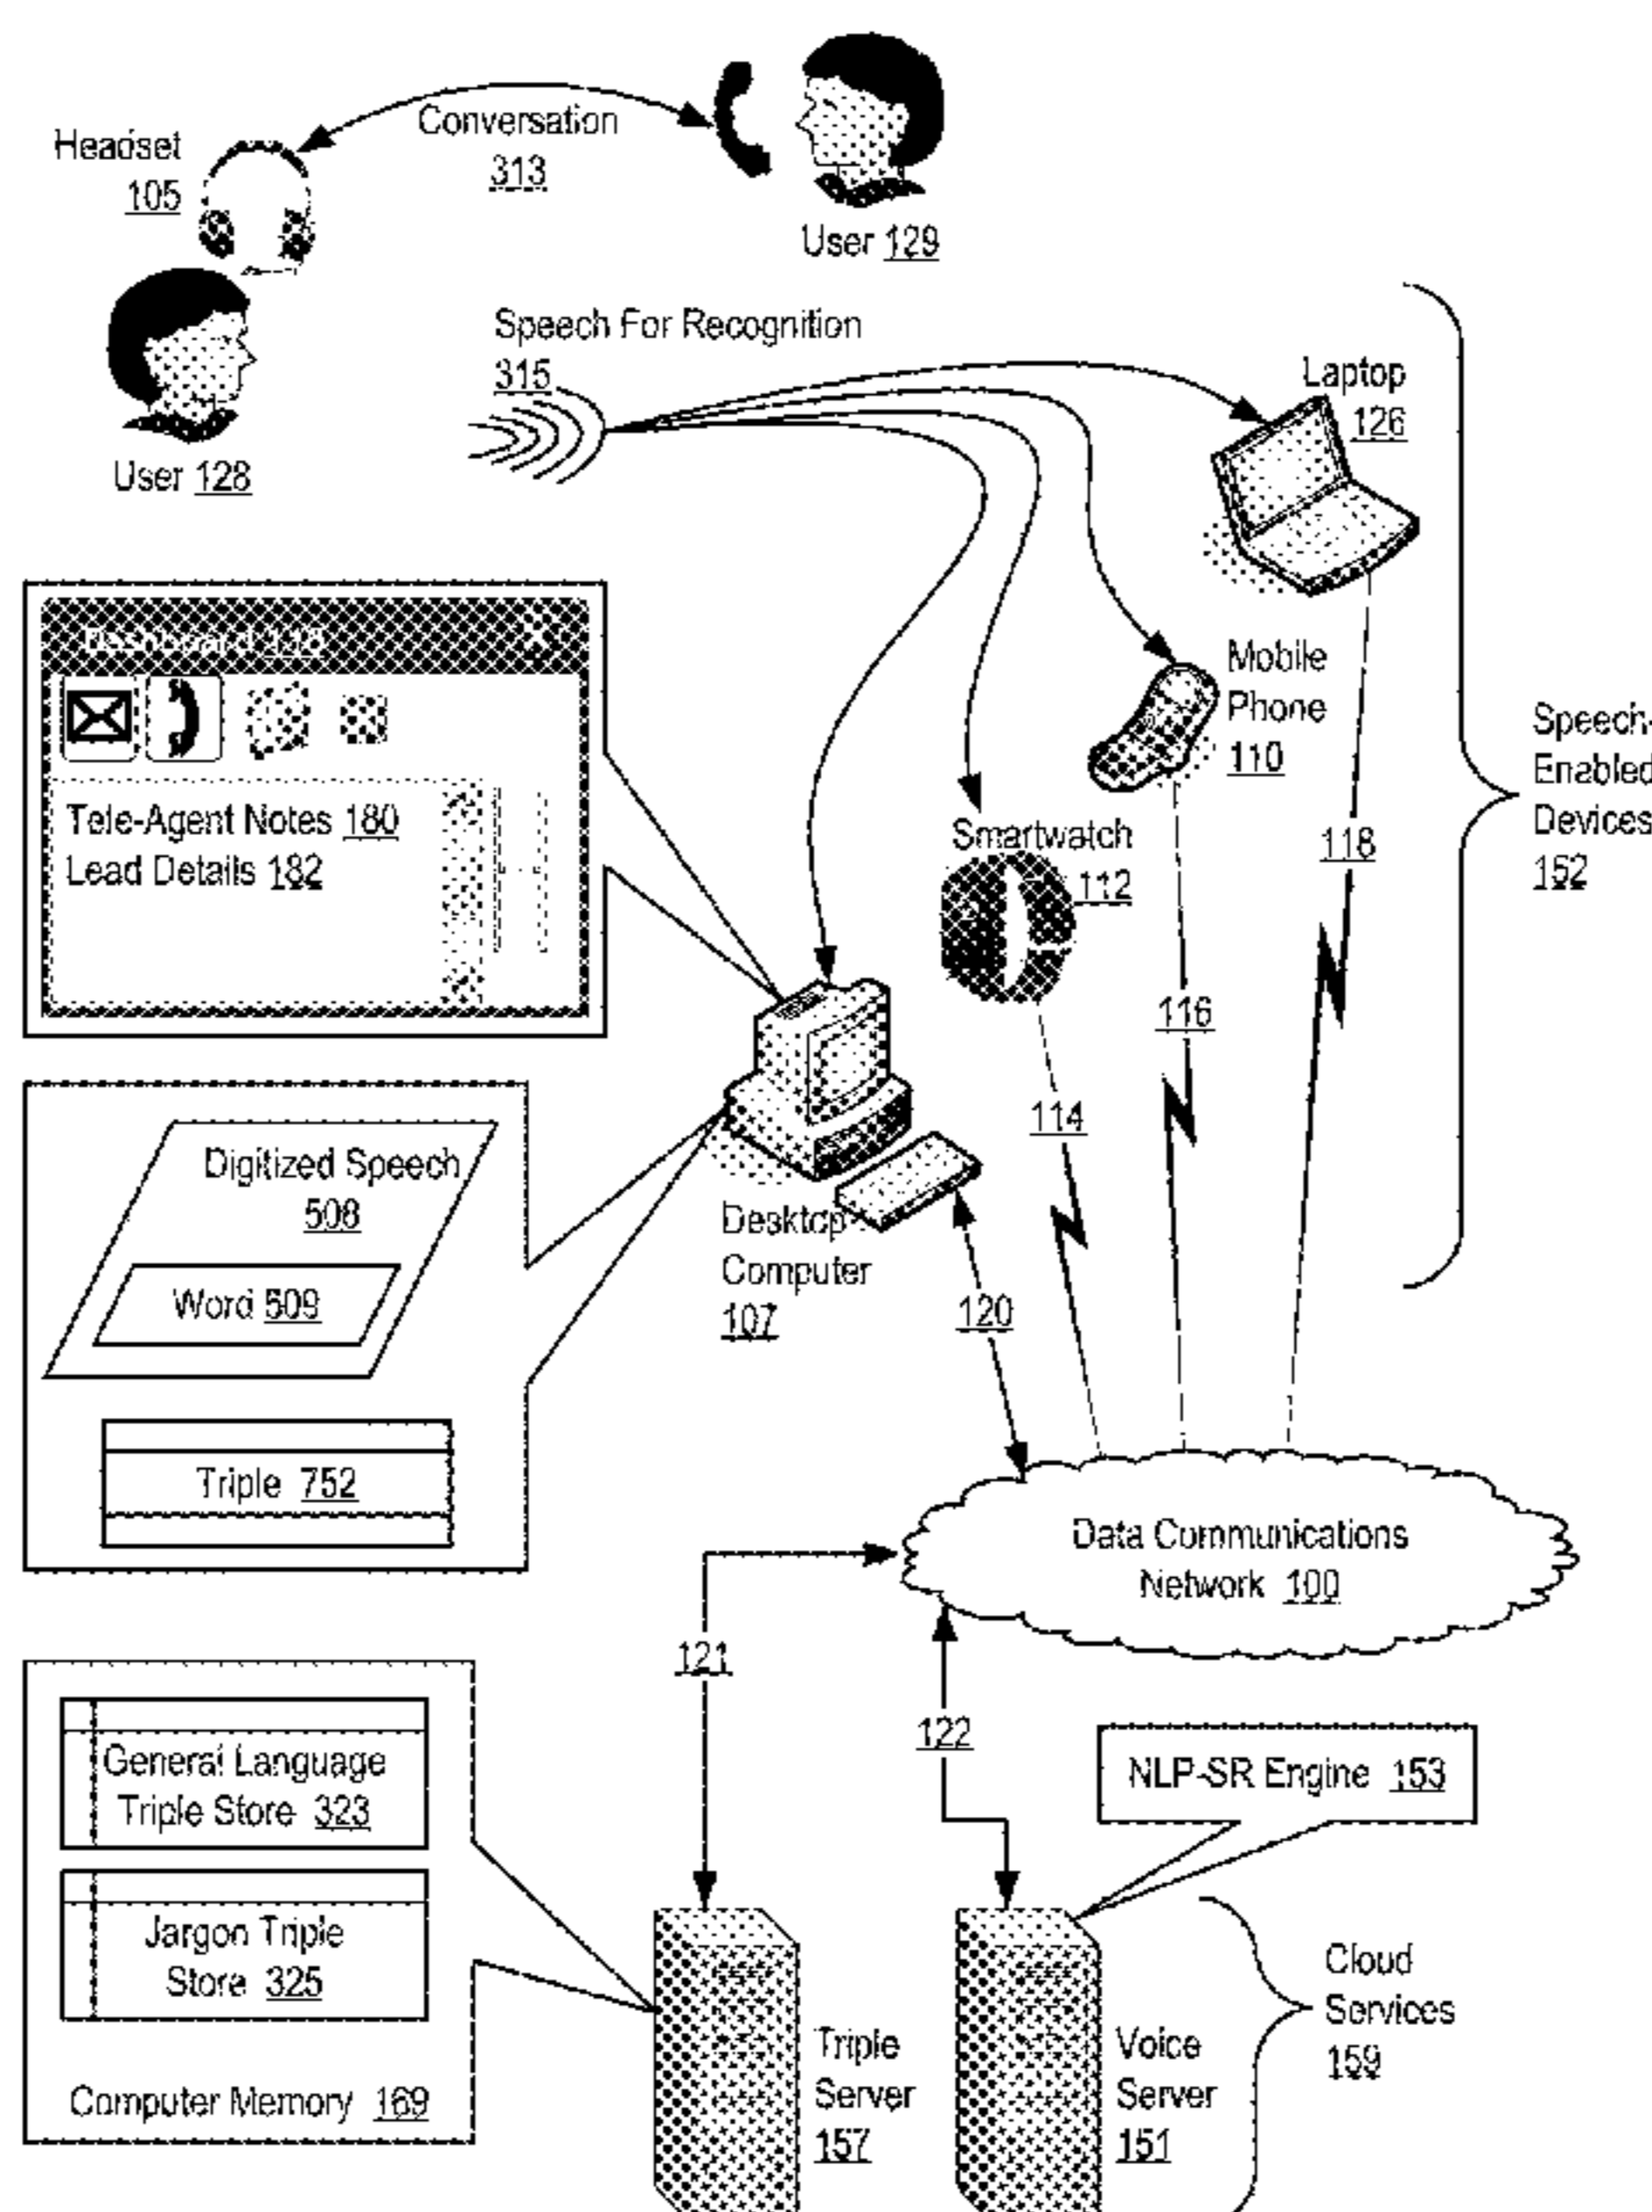 Headset
105
Conversation
313
User 129
User 128
Speech For Recognition
315
Laptop
126
Dashboard
Tele-Agent Notes 180
Lead Details 182
Mobile
Phone
110
Smartwatch
112
Speech-
Enabled
Devices
152
118
116
114
Digitized Speech
508
Word 509
Triple 752
Desktop
Computer
107
120
Data Communications
Network 100
121
122
NLP-SR Engine 153
General Language
Triple Store 323
Jargon Triple
Store 325
Computer Memory 169
Triple
Server
157
Voice
Server
151
Cloud
Services
159